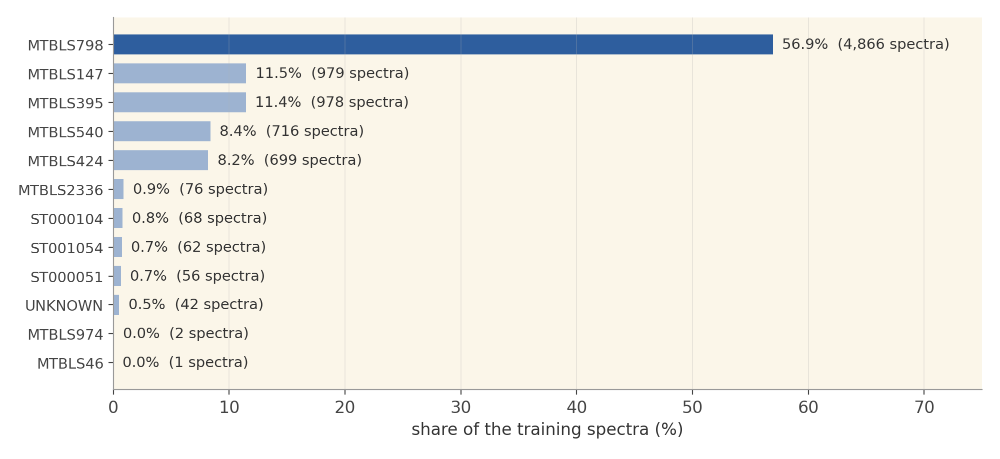 MTBLS798 56.9% (4,866 spectra)
MTBLS147 11.5% (979 spectra)
MTBLS395 11.4% (978 spectra)
MTBLS540 8.4% (716 spectra)
MTBLS424 8.2% (699 spectra)
MTBLS2336 0.9% (76 spectra)
ST000104 0.8% (68 spectra)
ST001054 0.7% (62 spectra)
ST000051 0.7% (56 spectra)
UNKNOWN 0.5% (42 spectra)
MTBLS974 0.0% (2 spectra)
MTBLS46 0.0% (1 spectra)
0 10 20 30 40 50 60 70
share of the training spectra (%)